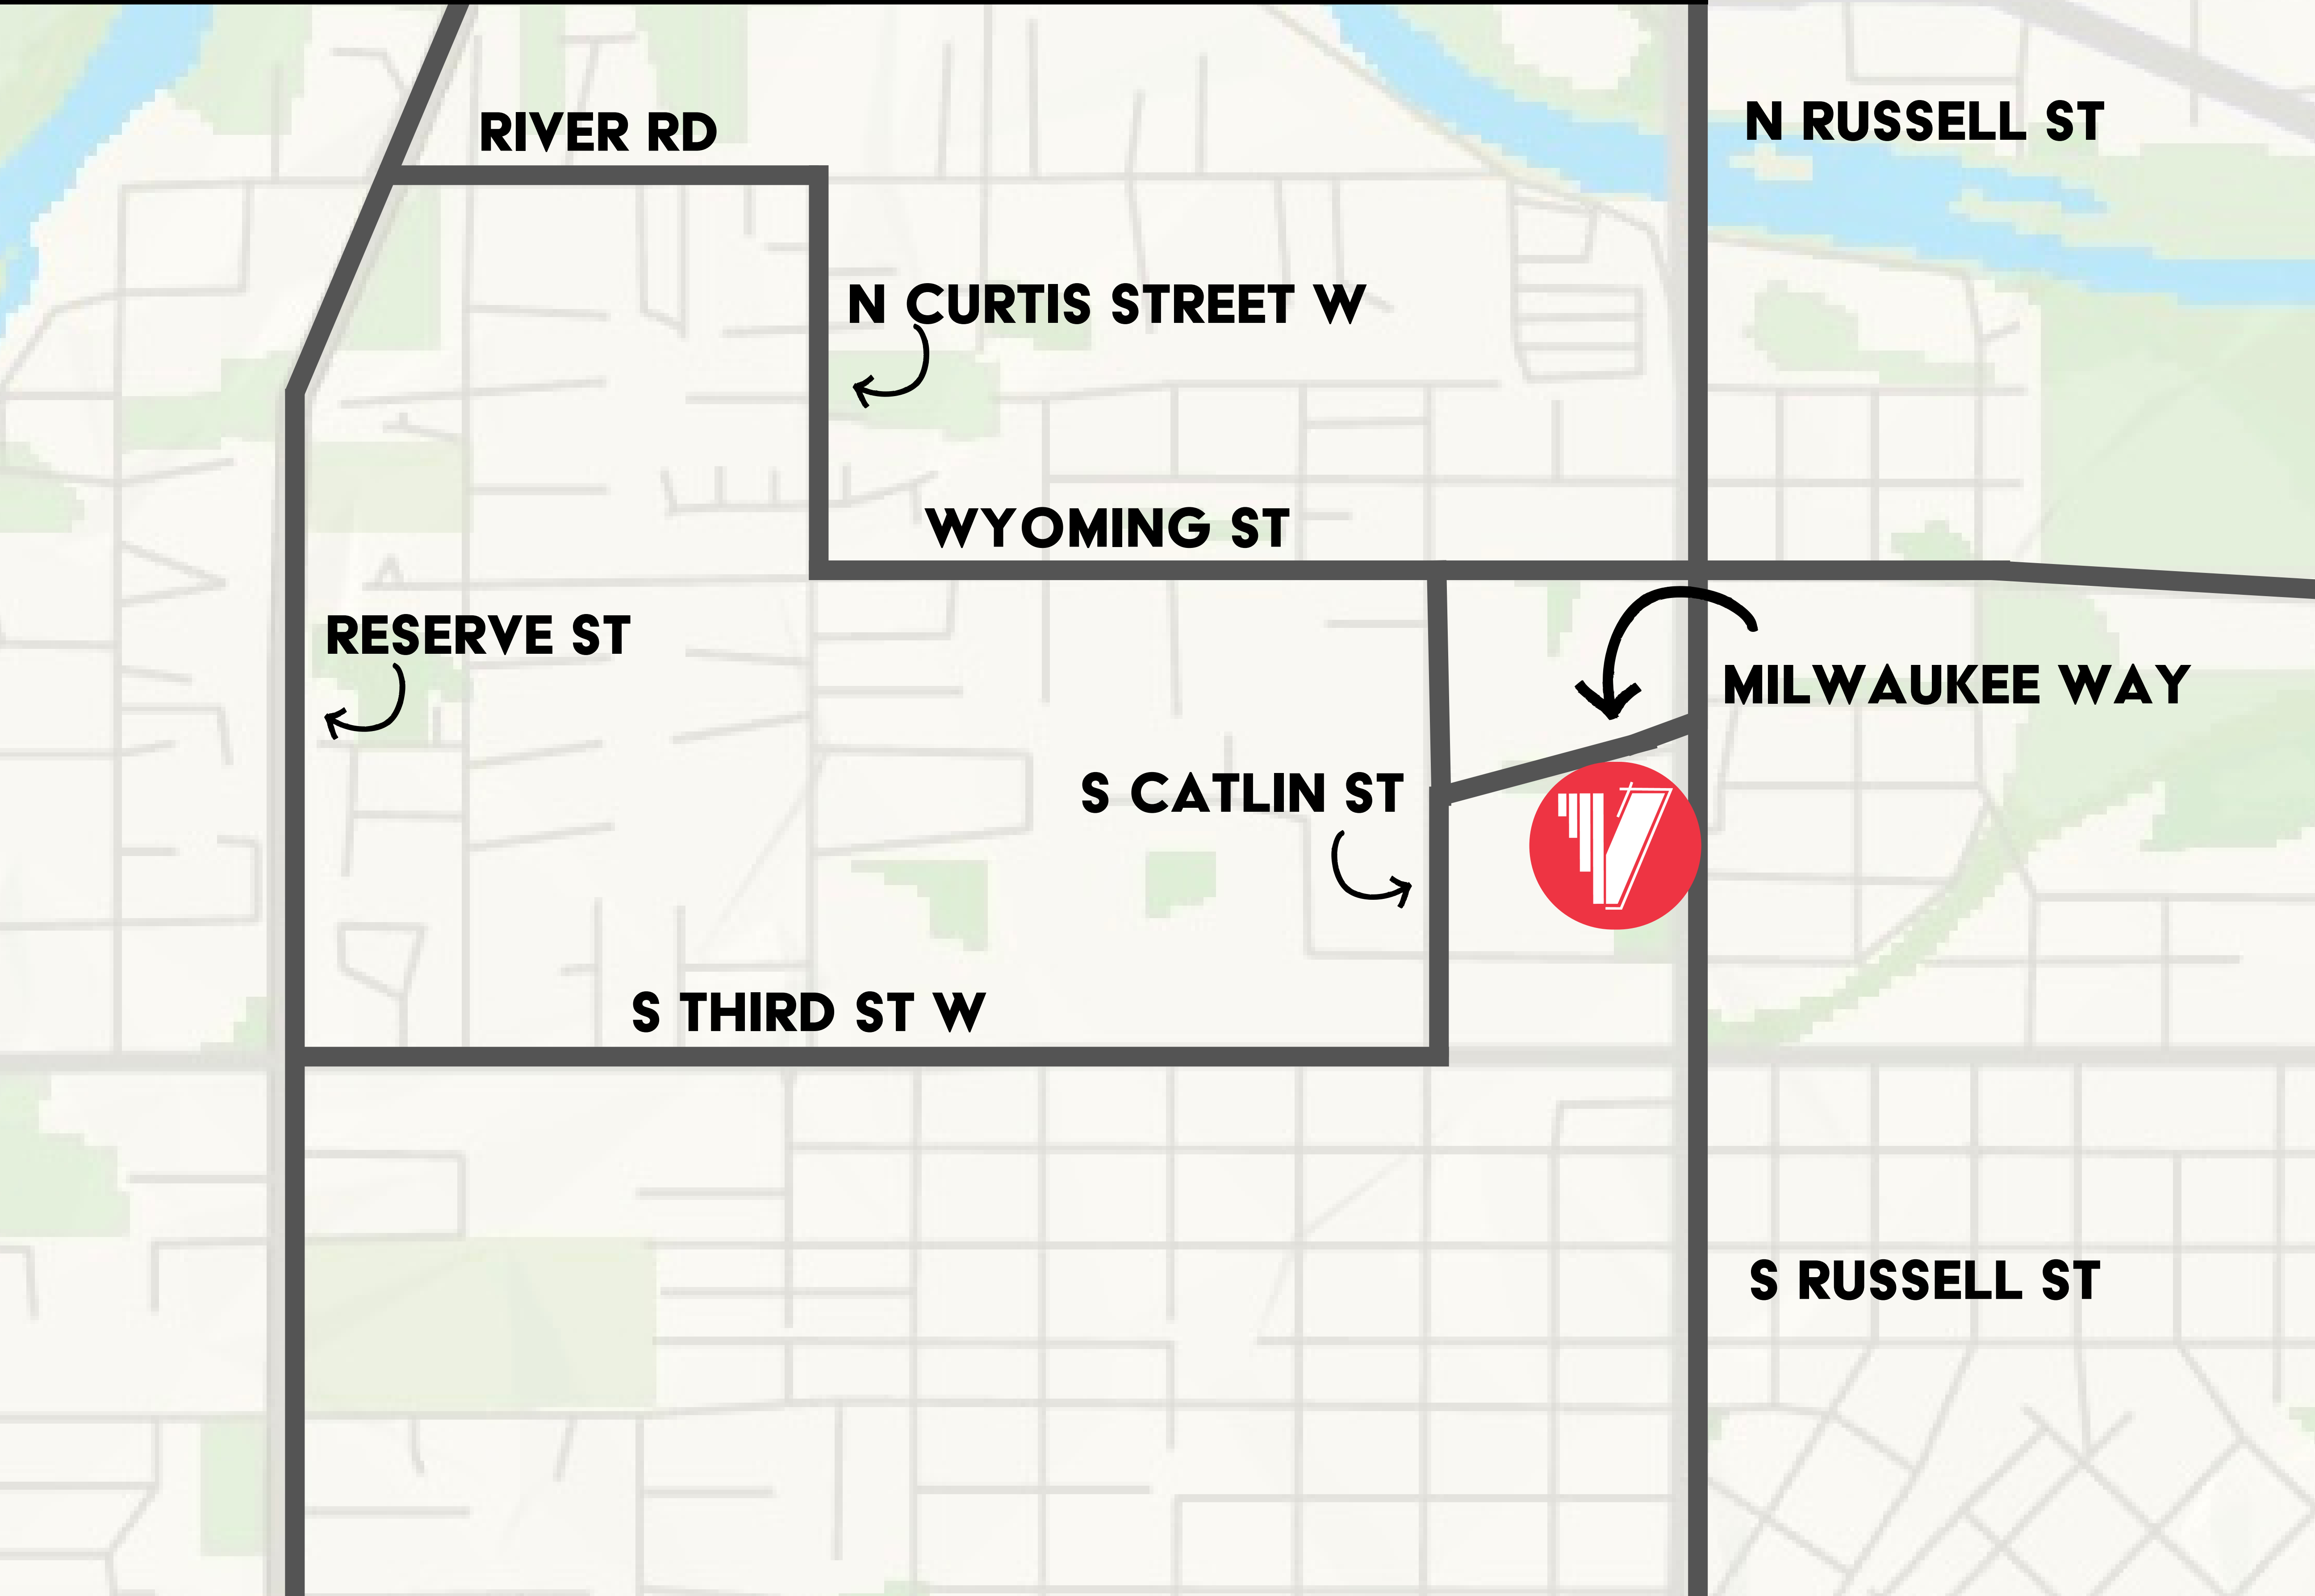 RIVER RD
N RUSSELL ST
N CURTIS STREET W
WYOMING ST
RESERVE ST
MILWAUKEE WAY
S CATLIN ST
S THIRD ST W
S RUSSELL ST